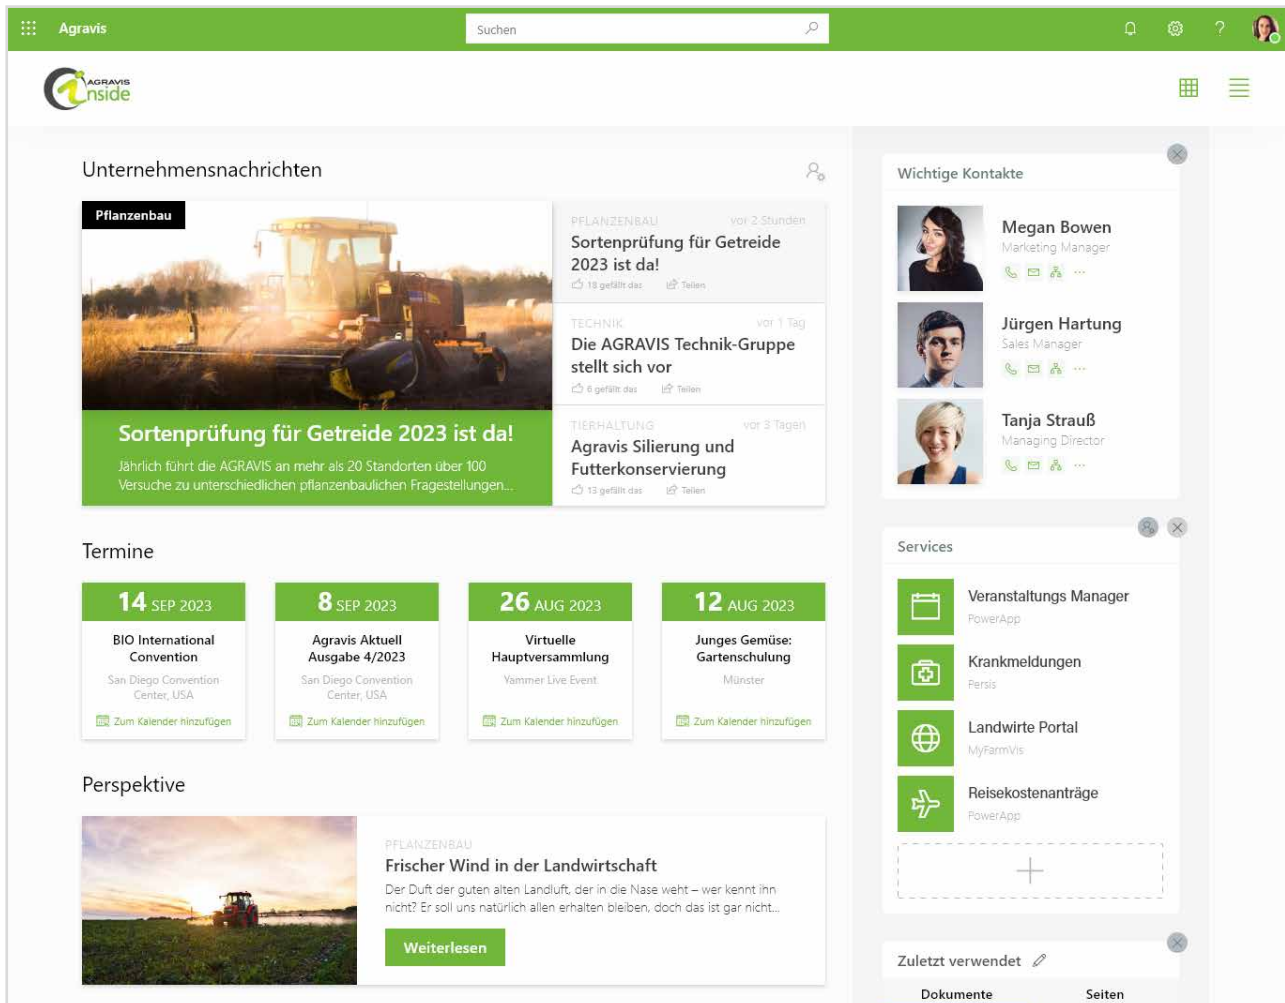 Agravis
Suchen
?
AGRAVIS
inside
Unternehmensnachrichten
Pflanzenbau
Sortenprüfung für Getreide 2023 ist da!
Jährlich führt die AGRAVIS an mehr als 20 Standorten über 100
Versuche zu unterschiedlichen pflanzenbaulichen Fragestellungen...
PFLANZENBAU vor 2 Stunden
Sortenprüfung für Getreide
2023 ist da!
18 gefällt das Teilen
TECHNIK vor 1 Tag
Die AGRAVIS Technik-Gruppe
stellt sich vor
6 gefällt das Teilen
TIERHALTUNG vor 3 Tagen
Agravis Silierung und
Futterkonservierung
13 gefällt das Teilen
Termine
14 SEP 2023
BIO International
Convention
San Diego Convention
Center, USA
Zum Kalender hinzufügen
8 SEP 2023
Agravis Aktuell
Ausgabe 4/2023
San Diego Convention
Center, USA
Zum Kalender hinzufügen
26 AUG 2023
Virtuelle
Hauptversammlung
Yammer Live Event
Zum Kalender hinzufügen
12 AUG 2023
Junges Gemüse:
Gartenschulung
Münster
Zum Kalender hinzufügen
Perspektive
PFLANZENBAU
Frischer Wind in der Landwirtschaft
Der Duft der guten alten Landluft, der in die Nase weht – wer kennt ihn
nicht? Er soll uns natürlich allen erhalten bleiben, doch das ist gar nicht...
Weiterlesen
Wichtige Kontakte
Megan Bowen
Marketing Manager
Jürgen Hartung
Sales Manager
Tanja Strauß
Managing Director
Services
Veranstaltungs Manager
PowerApp
Krankmeldungen
Persis
Landwirte Portal
MyFarmVis
Reisekostenanträge
PowerApp
Zuletzt verwendet
Dokumente Seiten